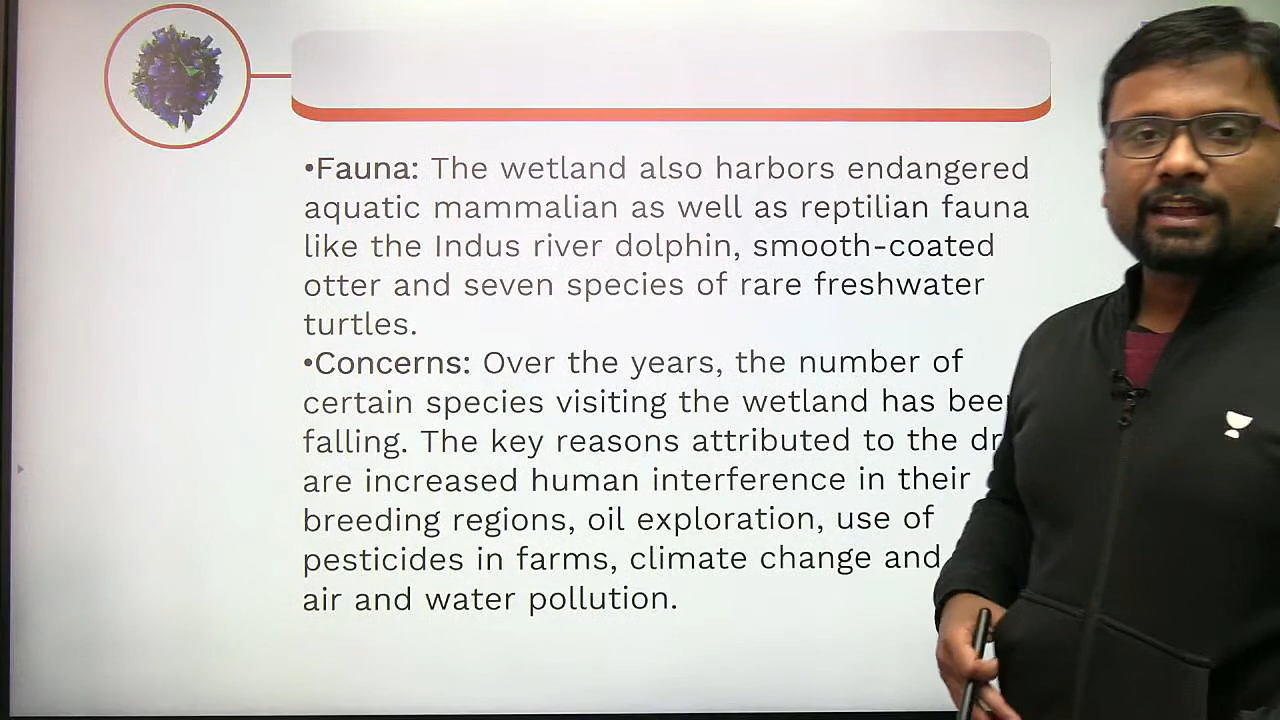 •Fauna: The wetland also harbors endangered
aquatic mammalian as well as reptilian fauna
like the Indus river dolphin, smooth-coated
otter and seven species of rare freshwater
turtles.
•Concerns: Over the years, the number of
certain species visiting the wetland has been
falling. The key reasons attributed to the
are increased human interference in their
breeding regions, oil exploration, use of
pesticides in farms, climate change and
air and water pollution.